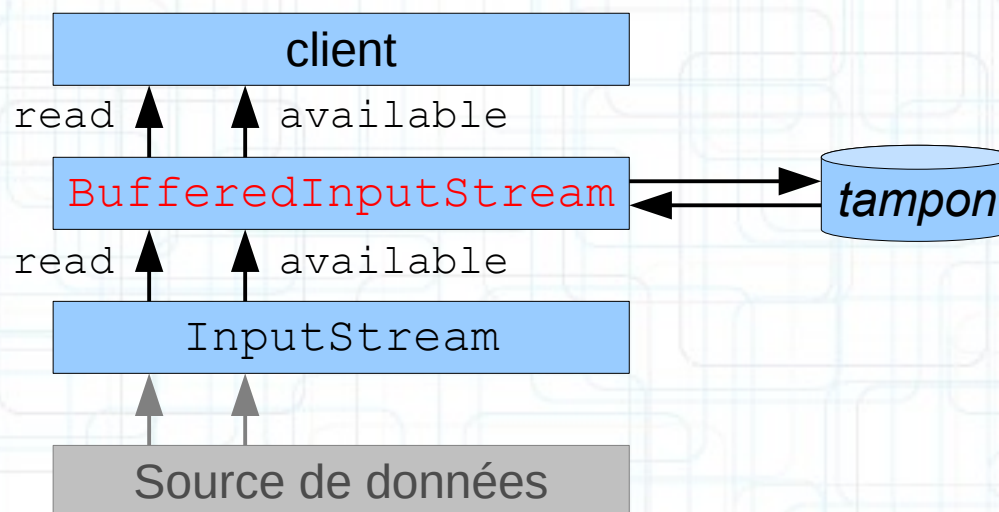 client
read available
BufferedInputStream
tampon
read available
InputStream
Source de données